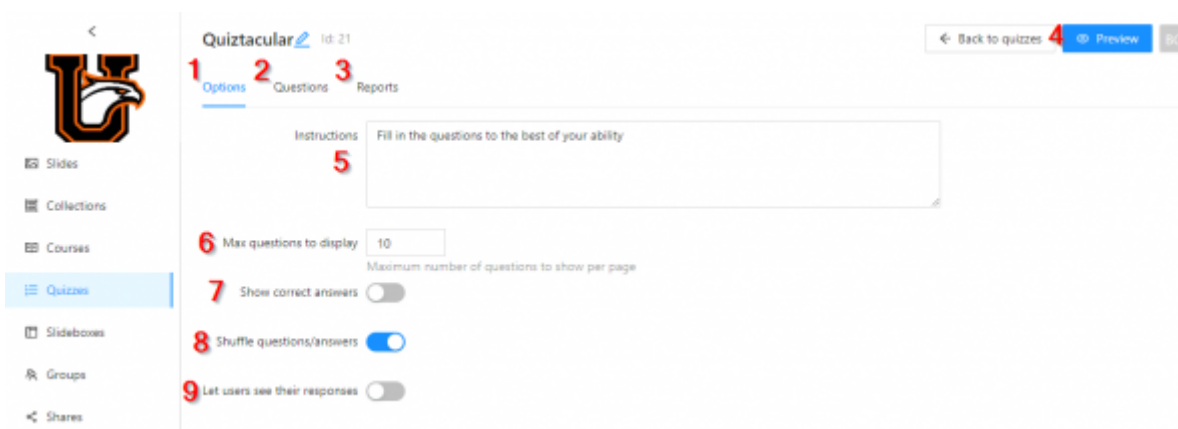 Quiztacular Id: 21
Back to quizzes 4 Preview
1 2 3
Options Questions Reports
Instructions Fill in the questions to the best of your ability
5
Slides
Collections
6 Max questions to display 10
Courses
Maximum number of questions to show per page
7 Show correct answers
Quizzes
Slideboxes
8 Shuffle questions/answers
Groups
9 Let users see their responses
Shares